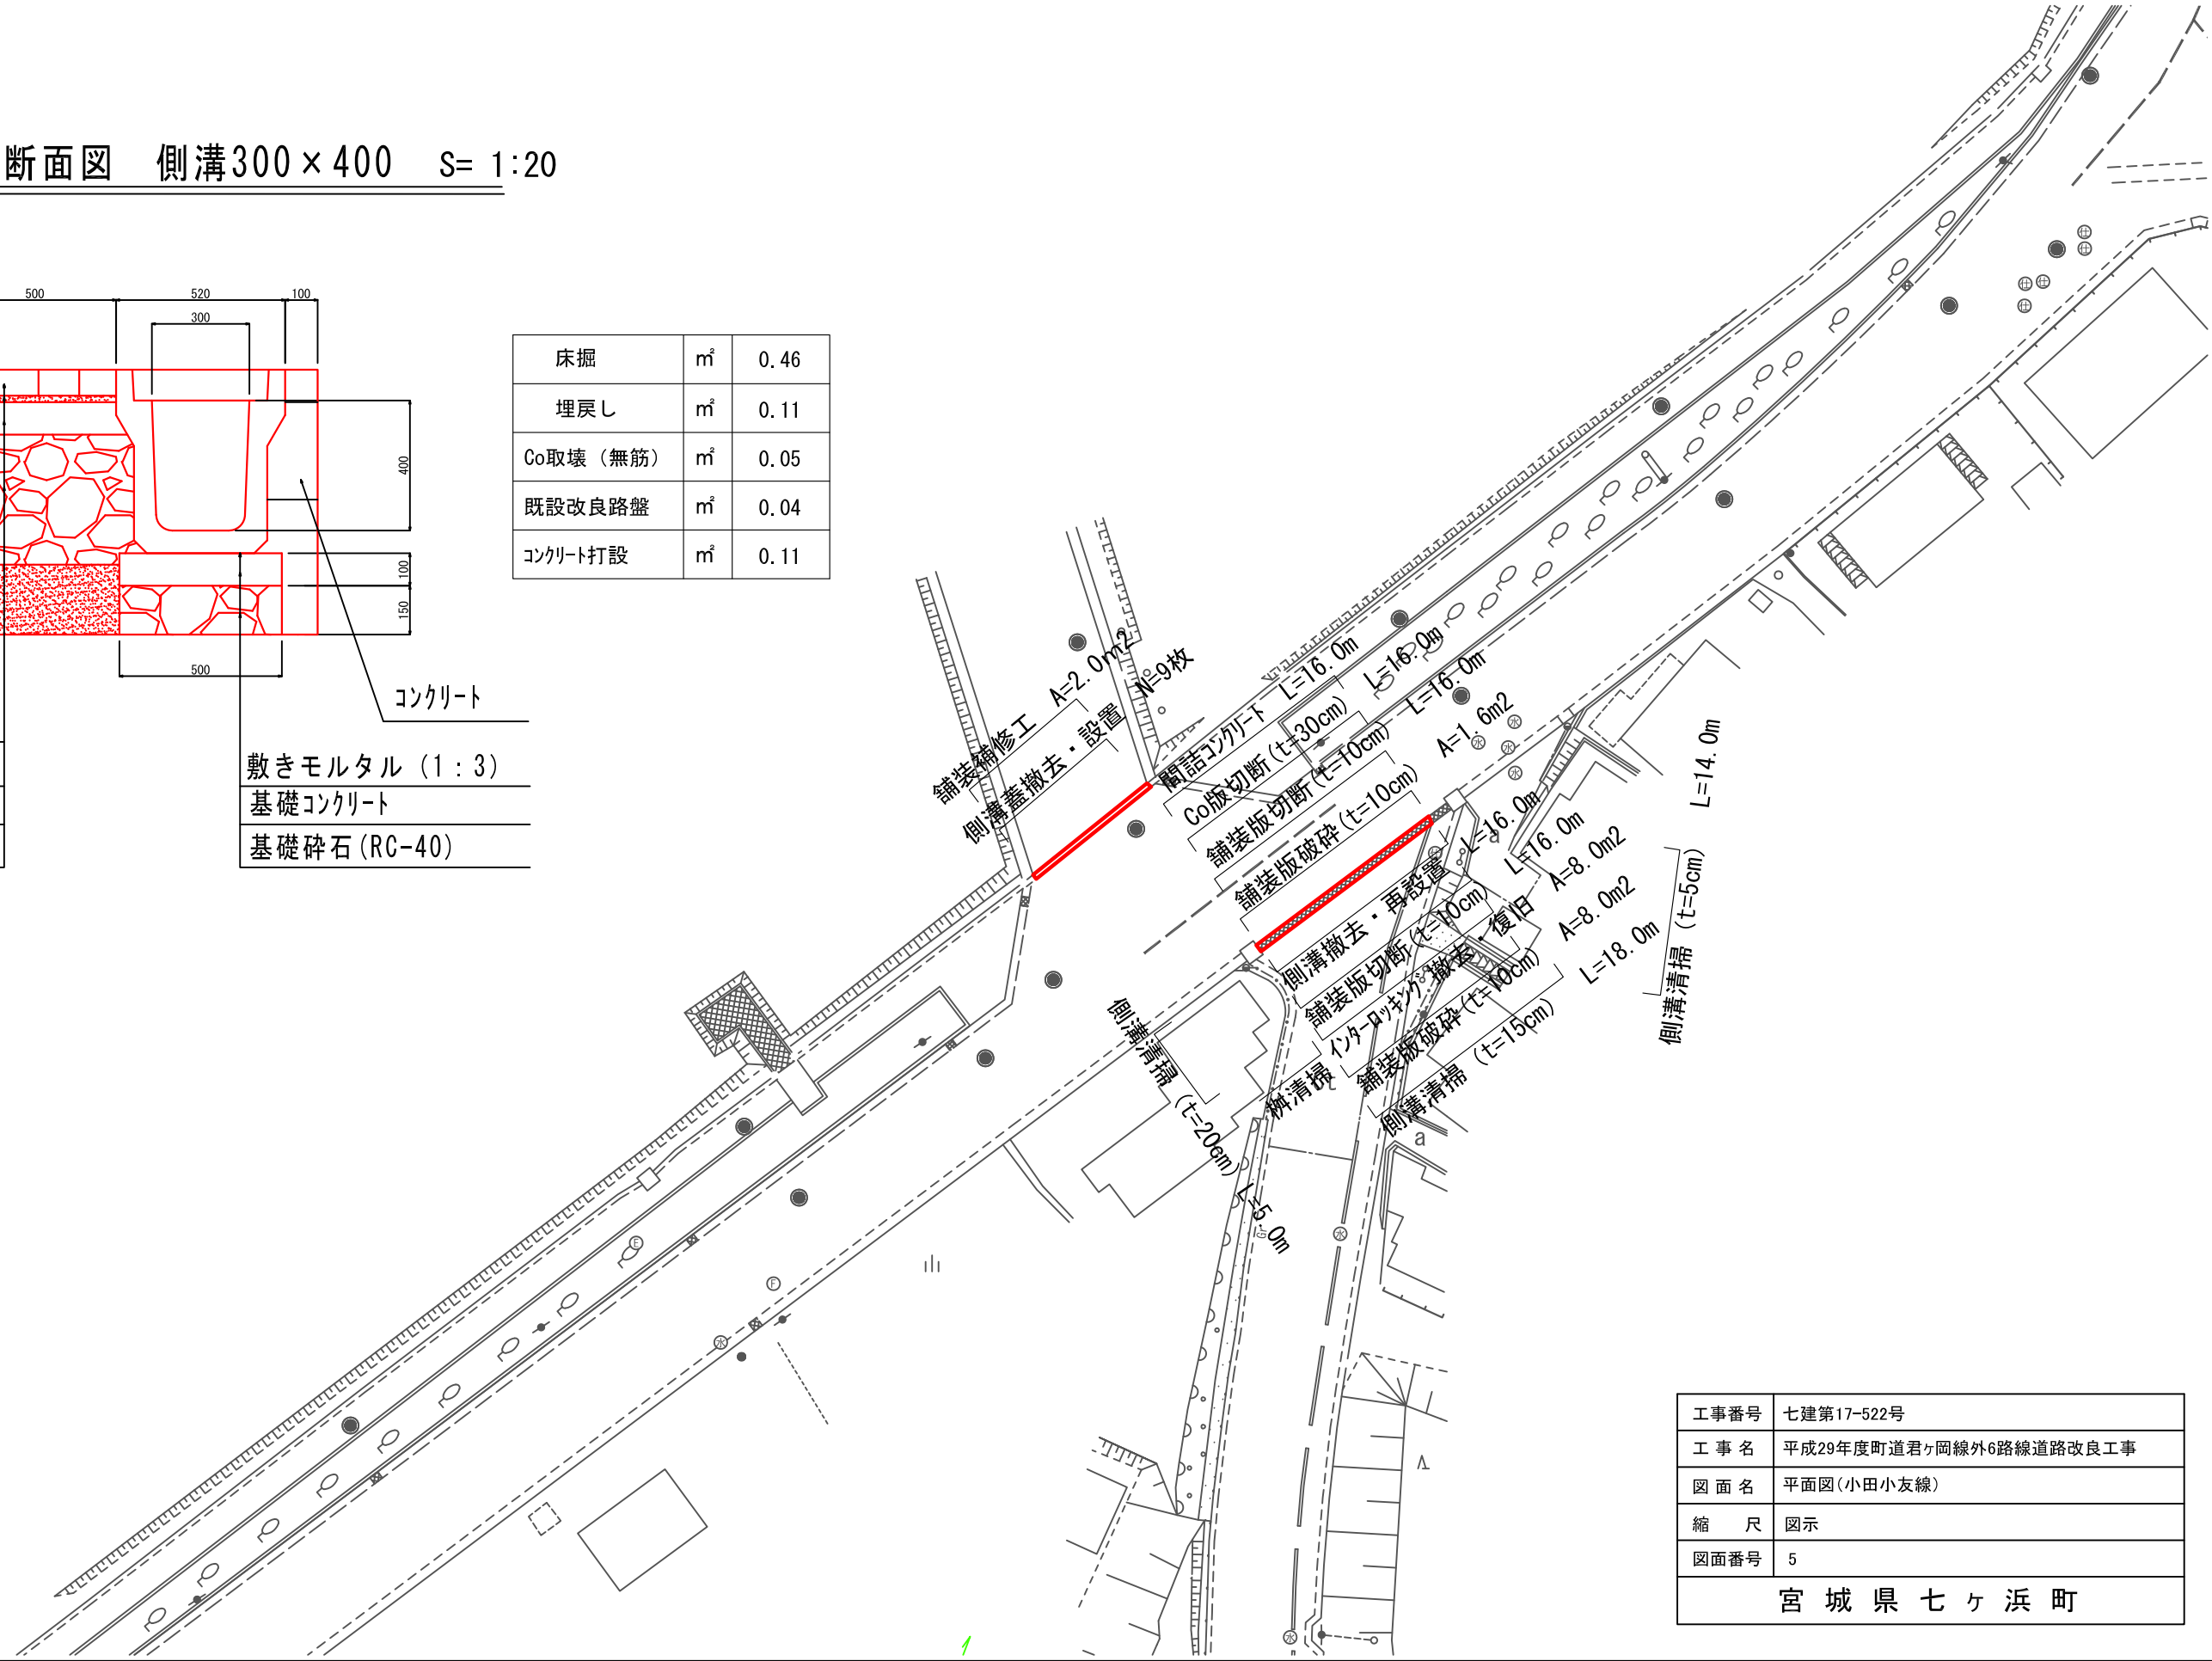 断面図　側溝300×400　S= 1:20
500
520
100
300
400
100
150
500
コンクリート
敷きモルタル（1：3）
基礎コンクリート
基礎砕石(RC-40)
床掘 ㎡ 0.46
埋戻し ㎡ 0.11
Co取壊（無筋） ㎡ 0.05
既設改良路盤 ㎡ 0.04
コンクリート打設 ㎡ 0.11
舗装補修工　A=2.0m2
側溝蓋撤去・設置　N=9枚
間詰コンクリート　L=16.0m
Co版切断(t=30cm)　L=16.0m
舗装版切断(t=10cm)　L=16.0m
舗装版破砕(t=10cm)　A=1.6m2
側溝撤去・再設置　L=16.0m
舗装版切断(t=10cm)　L=16.0m
インターロッキング撤去・復旧　A=8.0m2
舗装版破砕(t=10cm)　A=8.0m2
側溝清掃（t=15cm）　L=18.0m
桝清掃
側溝清掃（t=20cm）L=5.0m
側溝清掃（t=5cm）　L=14.0m
a
a
E
F
水
水
水
水
水
水
水
Gr
工事番号 七建第17-522号
工事名 平成29年度町道君ヶ岡線外6路線道路改良工事
図面名 平面図(小田小友線)
縮　尺 図示
図面番号 5
宮城県七ヶ浜町